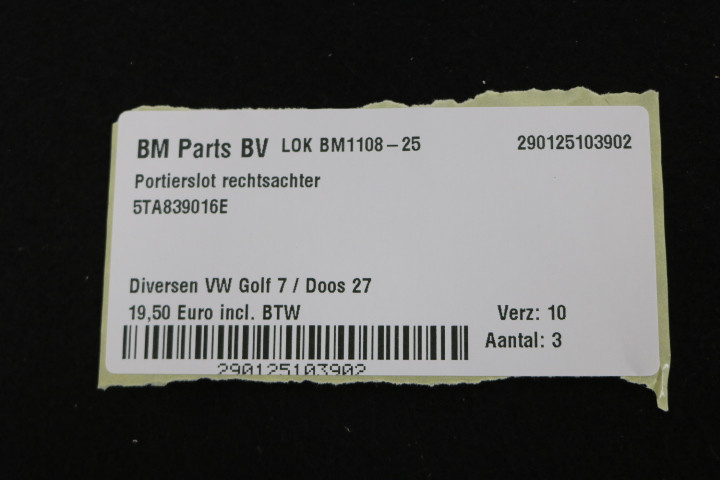 BM Parts BV LOK BM1108-25 290125103902
Portierslot rechtsachter
5TA839016E
Diversen VW Golf 7 / Doos 27
19,50 Euro incl. BTW Verz: 10
Aantal: 3
290125103902